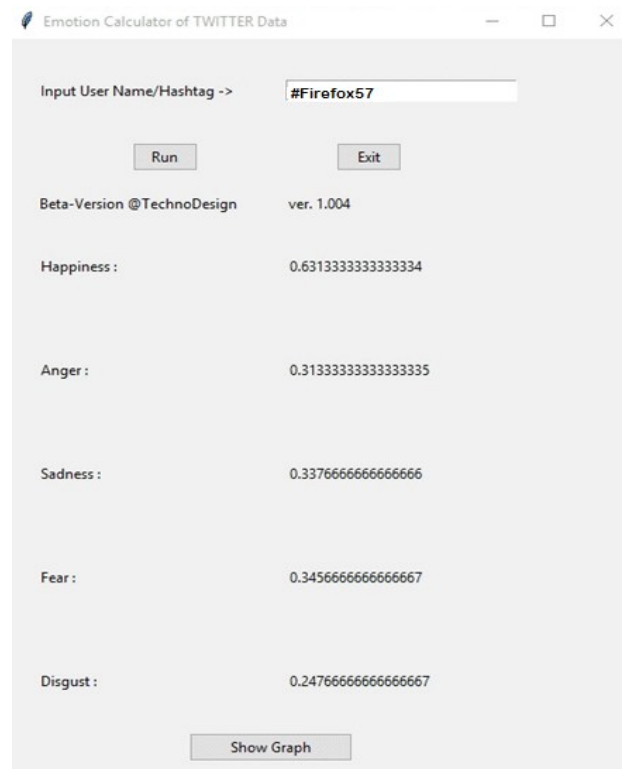 Emotion Calculator of TWITTER Data
Input User Name/Hashtag -> #Firefox57
Run Exit
Beta-Version @TechnoDesign ver. 1.004
Happiness : 0.6313333333333334
Anger : 0.31333333333333335
Sadness : 0.3376666666666666
Fear : 0.3456666666666667
Disgust : 0.24766666666666667
Show Graph